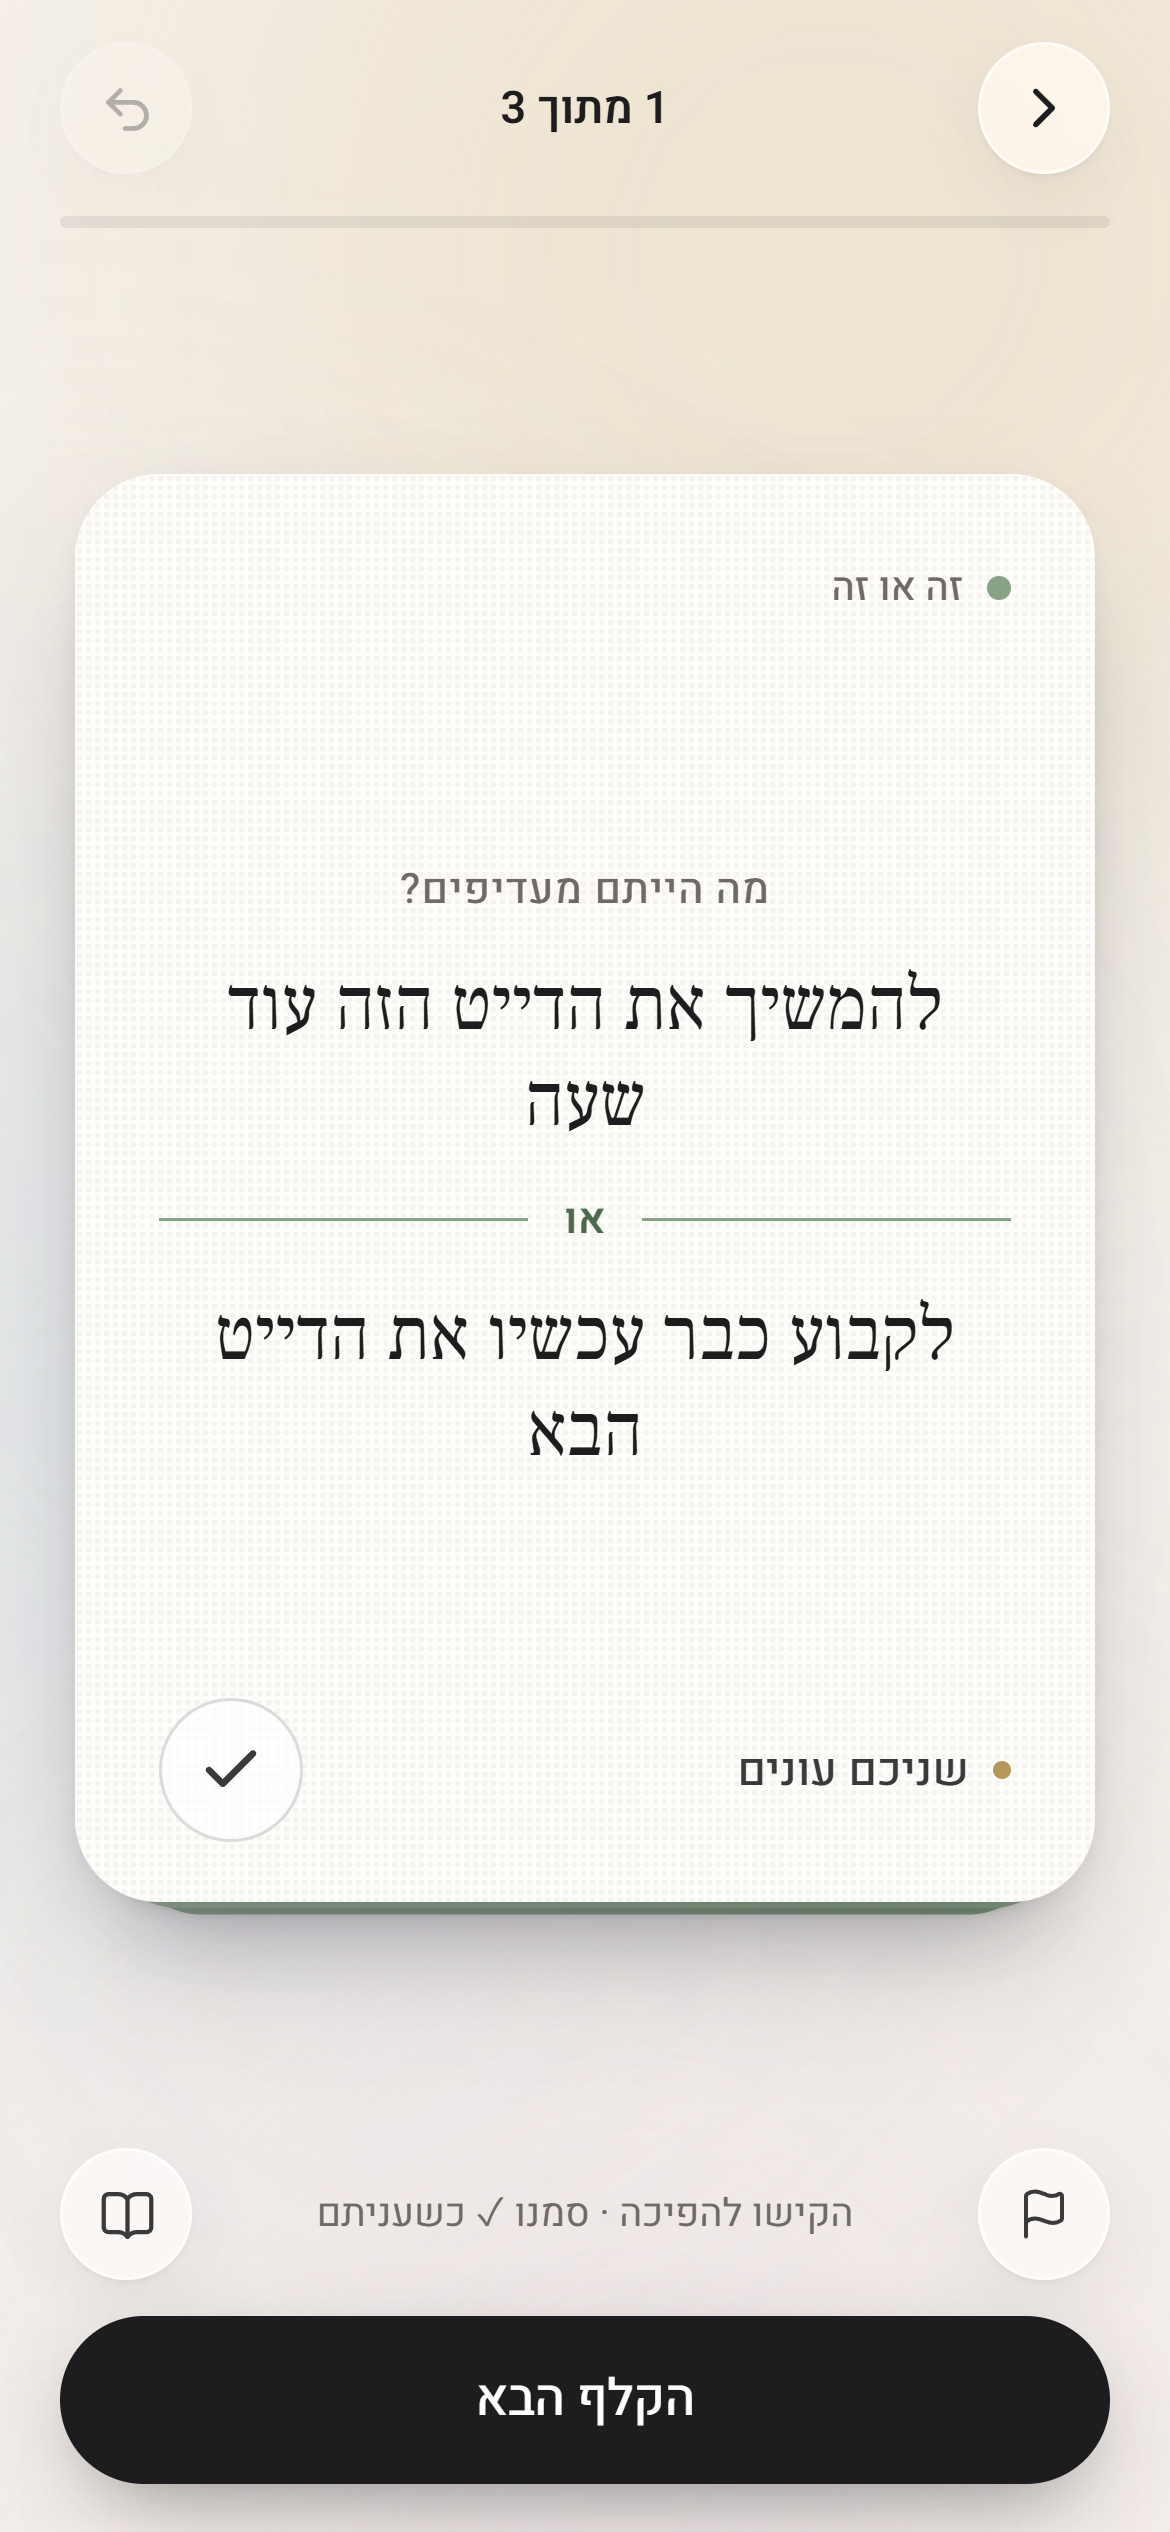 1 מתוך 3
זה או זה
מה הייתם מעדיפים?
להמשיך את הדייט הזה עוד
שעה
או
לקבוע כבר עכשיו את הדייט
הבא
שניכם עונים
הקישו להפיכה · סמנו ✓ כשעניתם
הקלף הבא